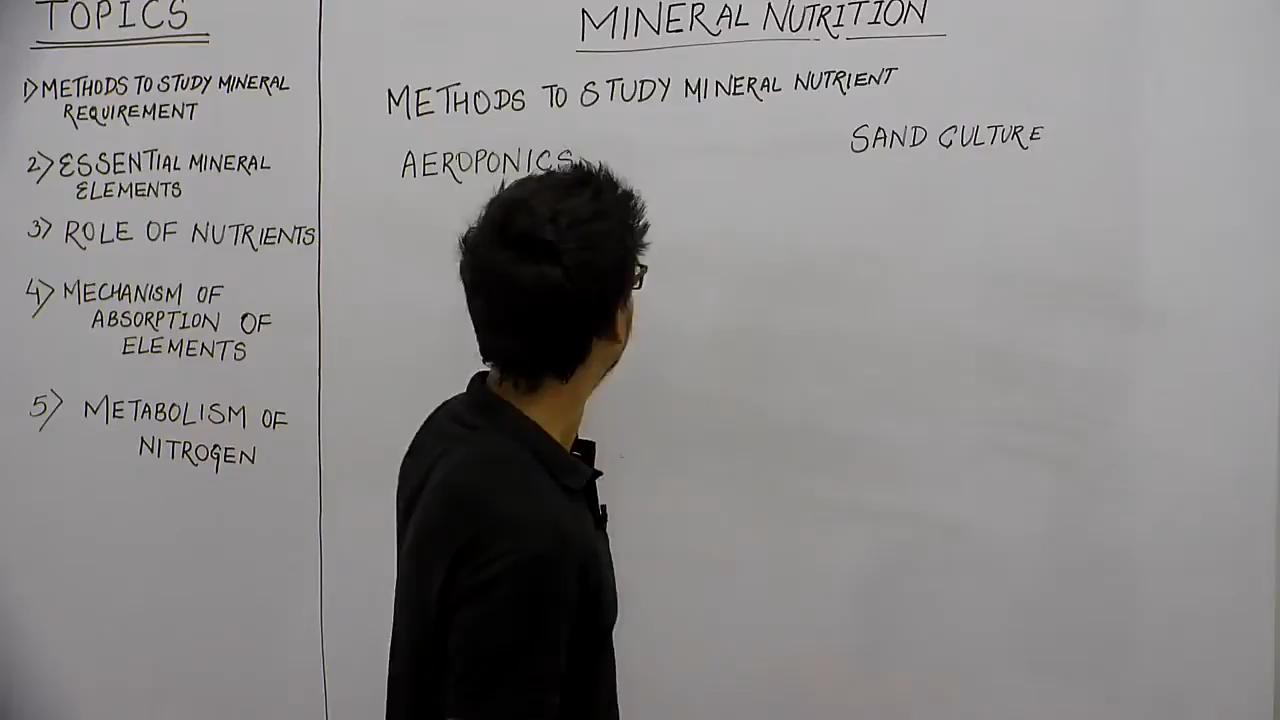 TOPICS
1) METHODS TO STUDY MINERAL
REQUIREMENT
2) ESSENTIAL MINERAL
ELEMENTS
3) ROLE OF NUTRIENTS
4) MECHANISM OF
ABSORPTION OF
ELEMENTS
5) METABOLISM OF
NITROGEN
MINERAL NUTRITION
METHODS TO STUDY MINERAL NUTRIENT
AEROPONICS
SAND CULTURE